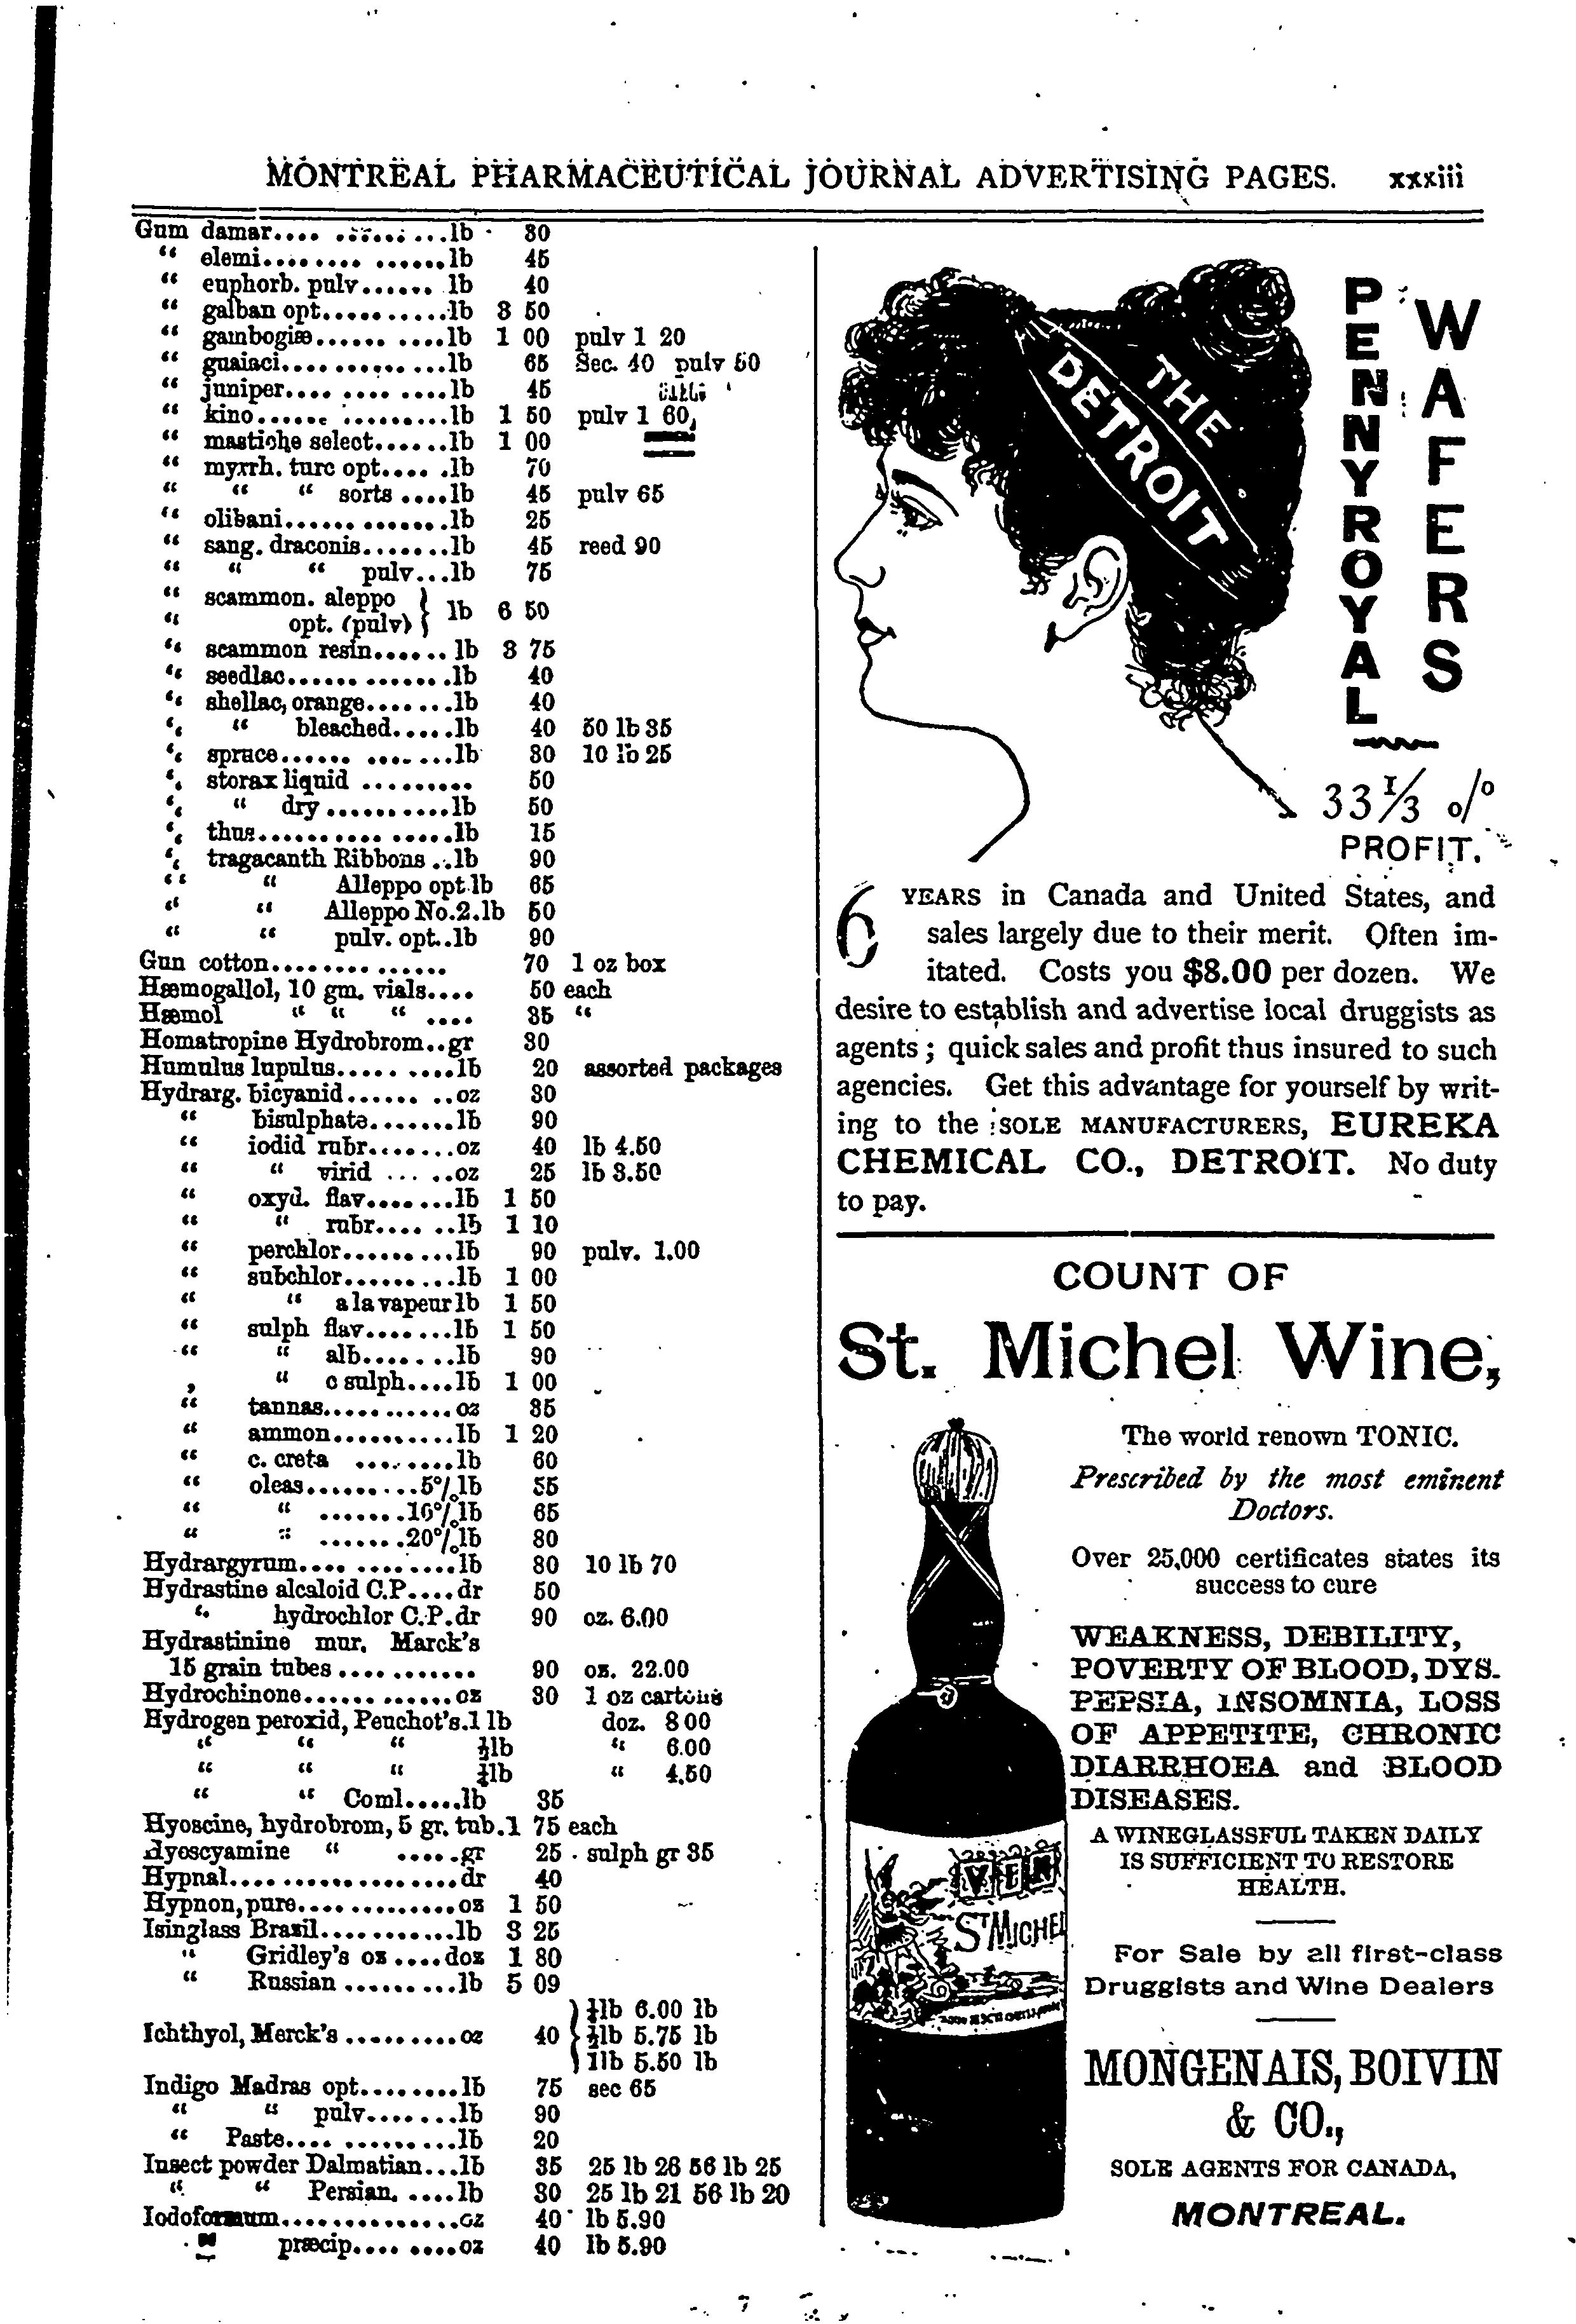 MONTREAL PHARMACEUTICAL JOURNAL ADVERTISING PAGES. xxxiii
Gum damar.... ......... ...lb 30
“ elemi......... ......lb 45
“ euphorb. pulv...... lb 40
“ galban opt..........lb 3 50
“ gambogiæ...... ....lb 1 00 pulv 1 20
“ guaiaci.......... ...lb 65 Sec. 40 pulv 50
“ juniper.... .... ....lb 45
“ kino...... ..........lb 1 50 pulv 1 60
“ mastiche select......lb 1 00
“ myrrh. turc opt.... .lb 70
“ “ “ sorts ....lb 45 pulv 65
“ olibani...... .......lb 25
“ sang. draconis.......lb 45 reed 90
“ “ “ pulv...lb 75
“ scammon. aleppo }
“ opt. (pulv) } lb 6 50
“ scammon resin...... lb 3 75
“ seedlac...... .......lb 40
“ shellac, orange.......lb 40
“ “ bleached.....lb 40 50 lb 35
“ spruce...... .......lb 30 10 lb 25
“ storax liquid ......... 50
“ “ dry ..........lb 50
“ thus.......... .....lb 15
“ tragacanth Ribbons ..lb 90
“ “ Alleppo opt.lb 65
“ “ Alleppo No.2.lb 50
“ “ pulv. opt..lb 90
Gun cotton......... ...... 70 1 oz box
Hæmogallol, 10 gm. vials.... 50 each
Hæmol “ “ “ .... 35 “
Homatropine Hydrobrom..gr 30
Humulus lupulus..... .....lb 20 assorted packages
Hydrarg. bicyanid...... ..oz 30
“ bisulphate.......lb 90
“ iodid rubr........oz 40 lb 4.50
“ “ virid ... ..oz 25 lb 3.50
“ oxyd. flav........lb 1 50
“ “ rubr.... ..lb 1 10
“ perchlor..........lb 90 pulv. 1.00
“ subchlor..........lb 1 00
“ “ a la vapeur lb 1 50
“ sulph flav........lb 1 50
“ “ alb..... ..lb 90
, “ c sulph....lb 1 00
“ tannas............oz 35
“ ammon...........lb 1 20
“ c. creta .........lb 60
“ oleas..........5%lb 55
“ “ .......10%lb 65
“ “ .......20%lb 80
Hydrargyrum.... .........lb 80 10 lb 70
Hydrastine alcaloid C.P....dr 50
“ hydrochlor C.P.dr 90 oz. 6.00
Hydrastinine mur. Marck's
15 grain tubes ........... 90 oz. 22.00
Hydrochinone...... ......oz 30 1 oz cartons
Hydrogen peroxid, Peuchot's.1 lb doz. 8 00
“ “ “ ½lb “ 6.00
“ “ “ ¼lb “ 4.50
“ “ Coml.....lb 35
Hyoscine, hydrobrom, 5 gr. tub.1 75 each
Hyoscyamine “ .....gr 25 sulph gr 35
Hypnal.... ..............dr 40
Hypnon, pure.............oz 1 50
Isinglass Brazil...........lb 3 25
“ Gridley's oz ....doz 1 80
“ Russian ..........lb 5 09
} ¼lb 6.00 lb
Ichthyol, Merck's .........oz 40 } ½lb 5.75 lb
} 1lb 5.50 lb
Indigo Madras opt.........lb 75 sec 65
“ “ pulv.......lb 90
“ Paste.... ..........lb 20
Insect powder Dalmatian...lb 35 25 lb 26 56 lb 25
“ “ Persian. .....lb 30 25 lb 21 56 lb 20
Iodoformum...............oz 40 lb 5.90
“ præcip.... .....oz 40 lb 5.90
THE
DETROIT
PENNYROYAL
WAFERS
33⅓ %
PROFIT.
6 YEARS in Canada and United States, and
sales largely due to their merit. Often im-
itated. Costs you $8.00 per dozen. We
desire to establish and advertise local druggists as
agents; quick sales and profit thus insured to such
agencies. Get this advantage for yourself by writ-
ing to the SOLE MANUFACTURERS, EUREKA
CHEMICAL CO., DETROIT. No duty
to pay.
COUNT OF
St. Michel Wine,
The world renown TONIC.
Prescribed by the most eminent
Doctors.
Over 25,000 certificates states its
success to cure
WEAKNESS, DEBILITY,
POVERTY OF BLOOD, DYS-
PEPSIA, INSOMNIA, LOSS
OF APPETITE, CHRONIC
DIARRHOEA and BLOOD
DISEASES.
A WINEGLASSFUL TAKEN DAILY
IS SUFFICIENT TO RESTORE
HEALTH.
For Sale by all first-class
Druggists and Wine Dealers
MONGENAIS, BOIVIN
& CO.,
SOLE AGENTS FOR CANADA,
MONTREAL.
VIN
ST MICHEL